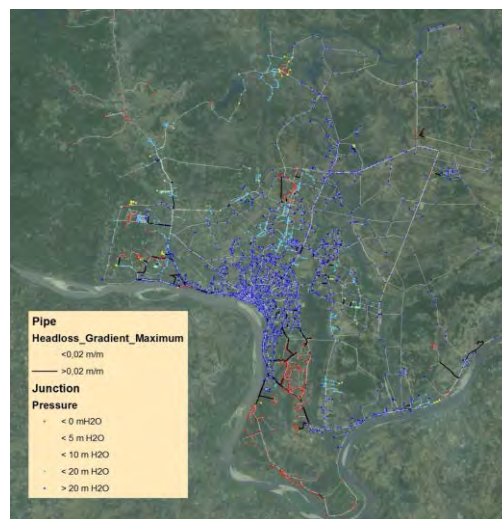 Pipe
Headloss_Gradient_Maximum
<0,02 m/m
>0,02 m/m
Junction
Pressure
< 0 mH2O
< 5 m H2O
< 10 m H2O
< 20 m H2O
> 20 m H2O